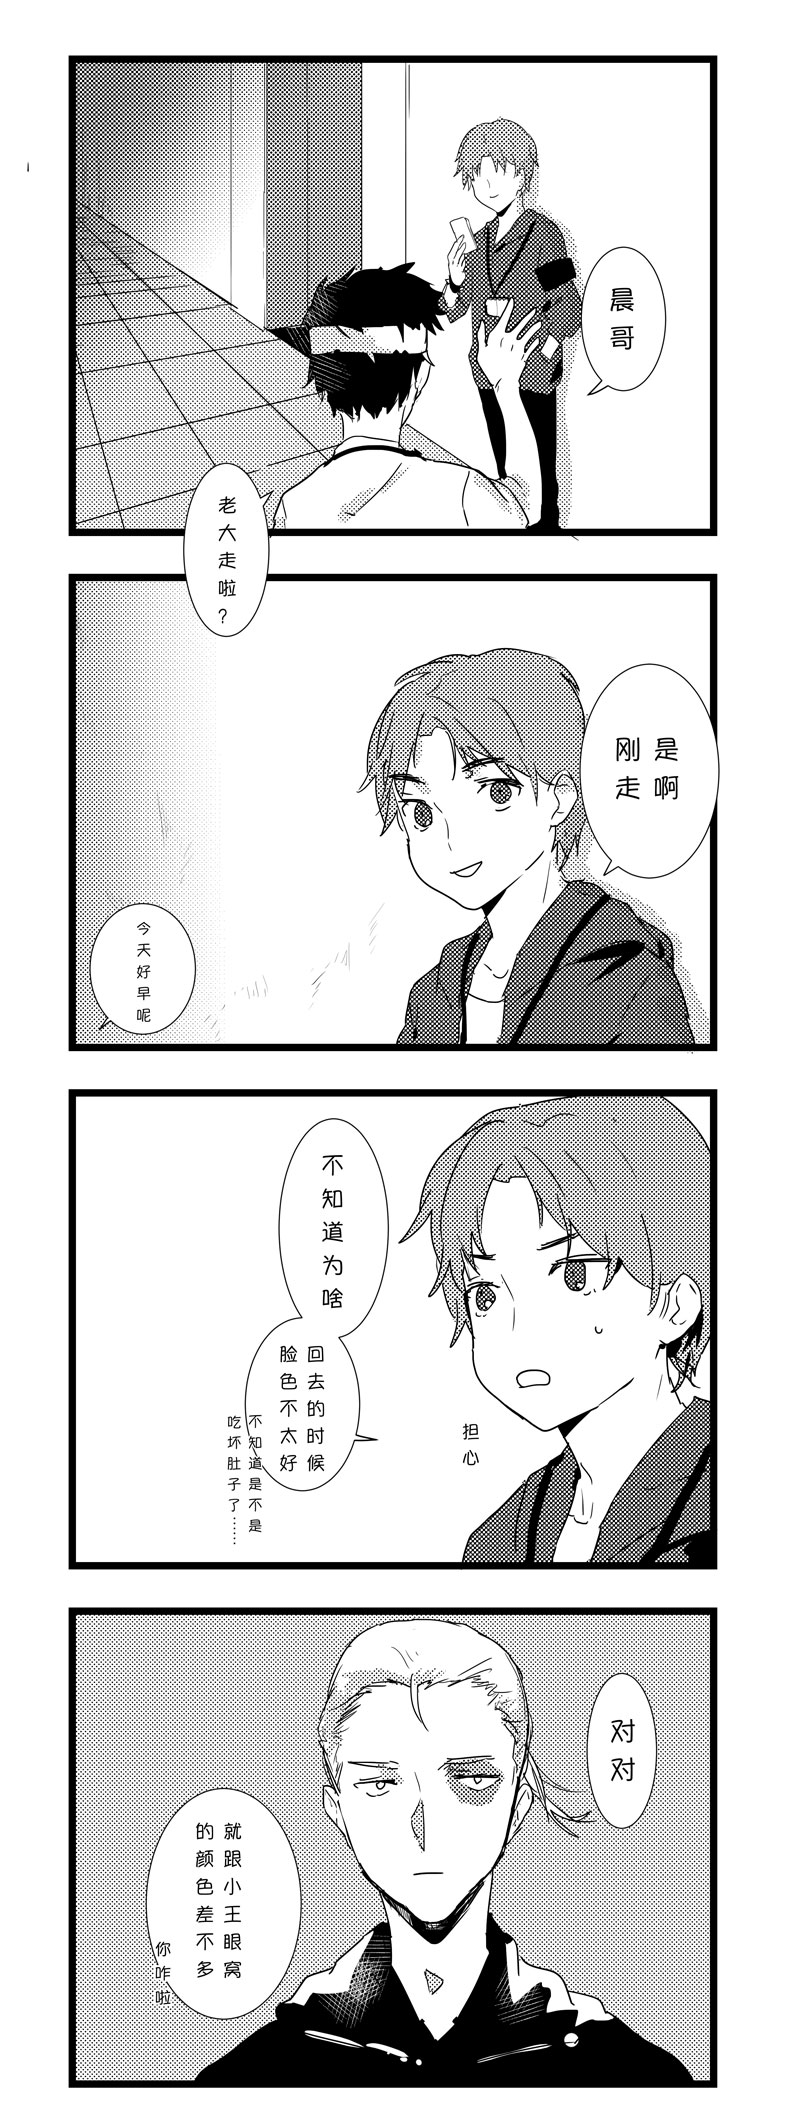 晨哥
老大走啦？
是啊
刚走
今天好早呢
不知道为啥
回去的时候
脸色不太好
不知道是不是
吃坏肚子了……
担心
对对
就跟小王眼窝
的颜色差不多
你咋啦